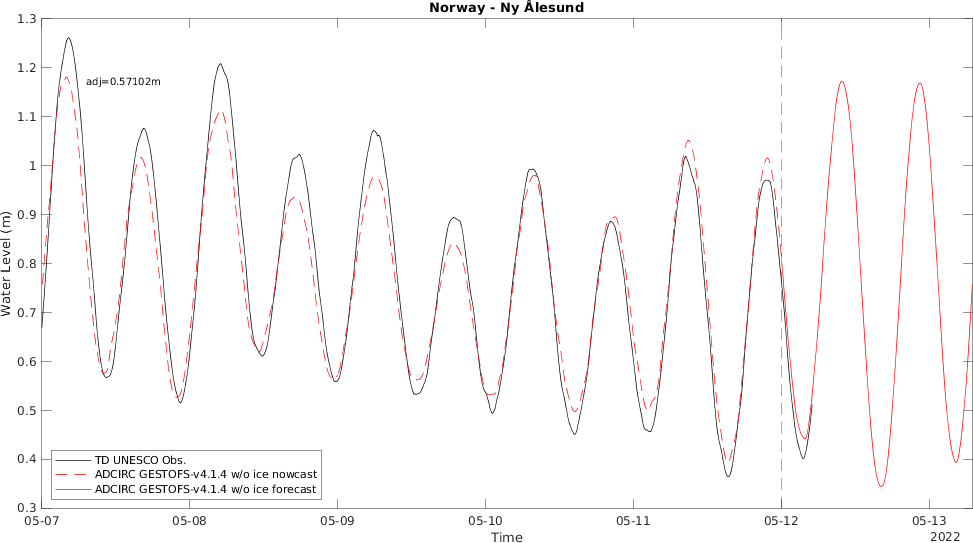 Norway - Ny Ålesund
1.3
1.2
1.1
1
0.9
0.8
0.7
0.6
0.5
0.4
0.3
Water Level (m)
adj=0.57102m
TD UNESCO Obs.
ADCIRC GESTOFS-v4.1.4 w/o ice nowcast
ADCIRC GESTOFS-v4.1.4 w/o ice forecast
05-07 05-08 05-09 05-10 05-11 05-12 05-13
Time
2022